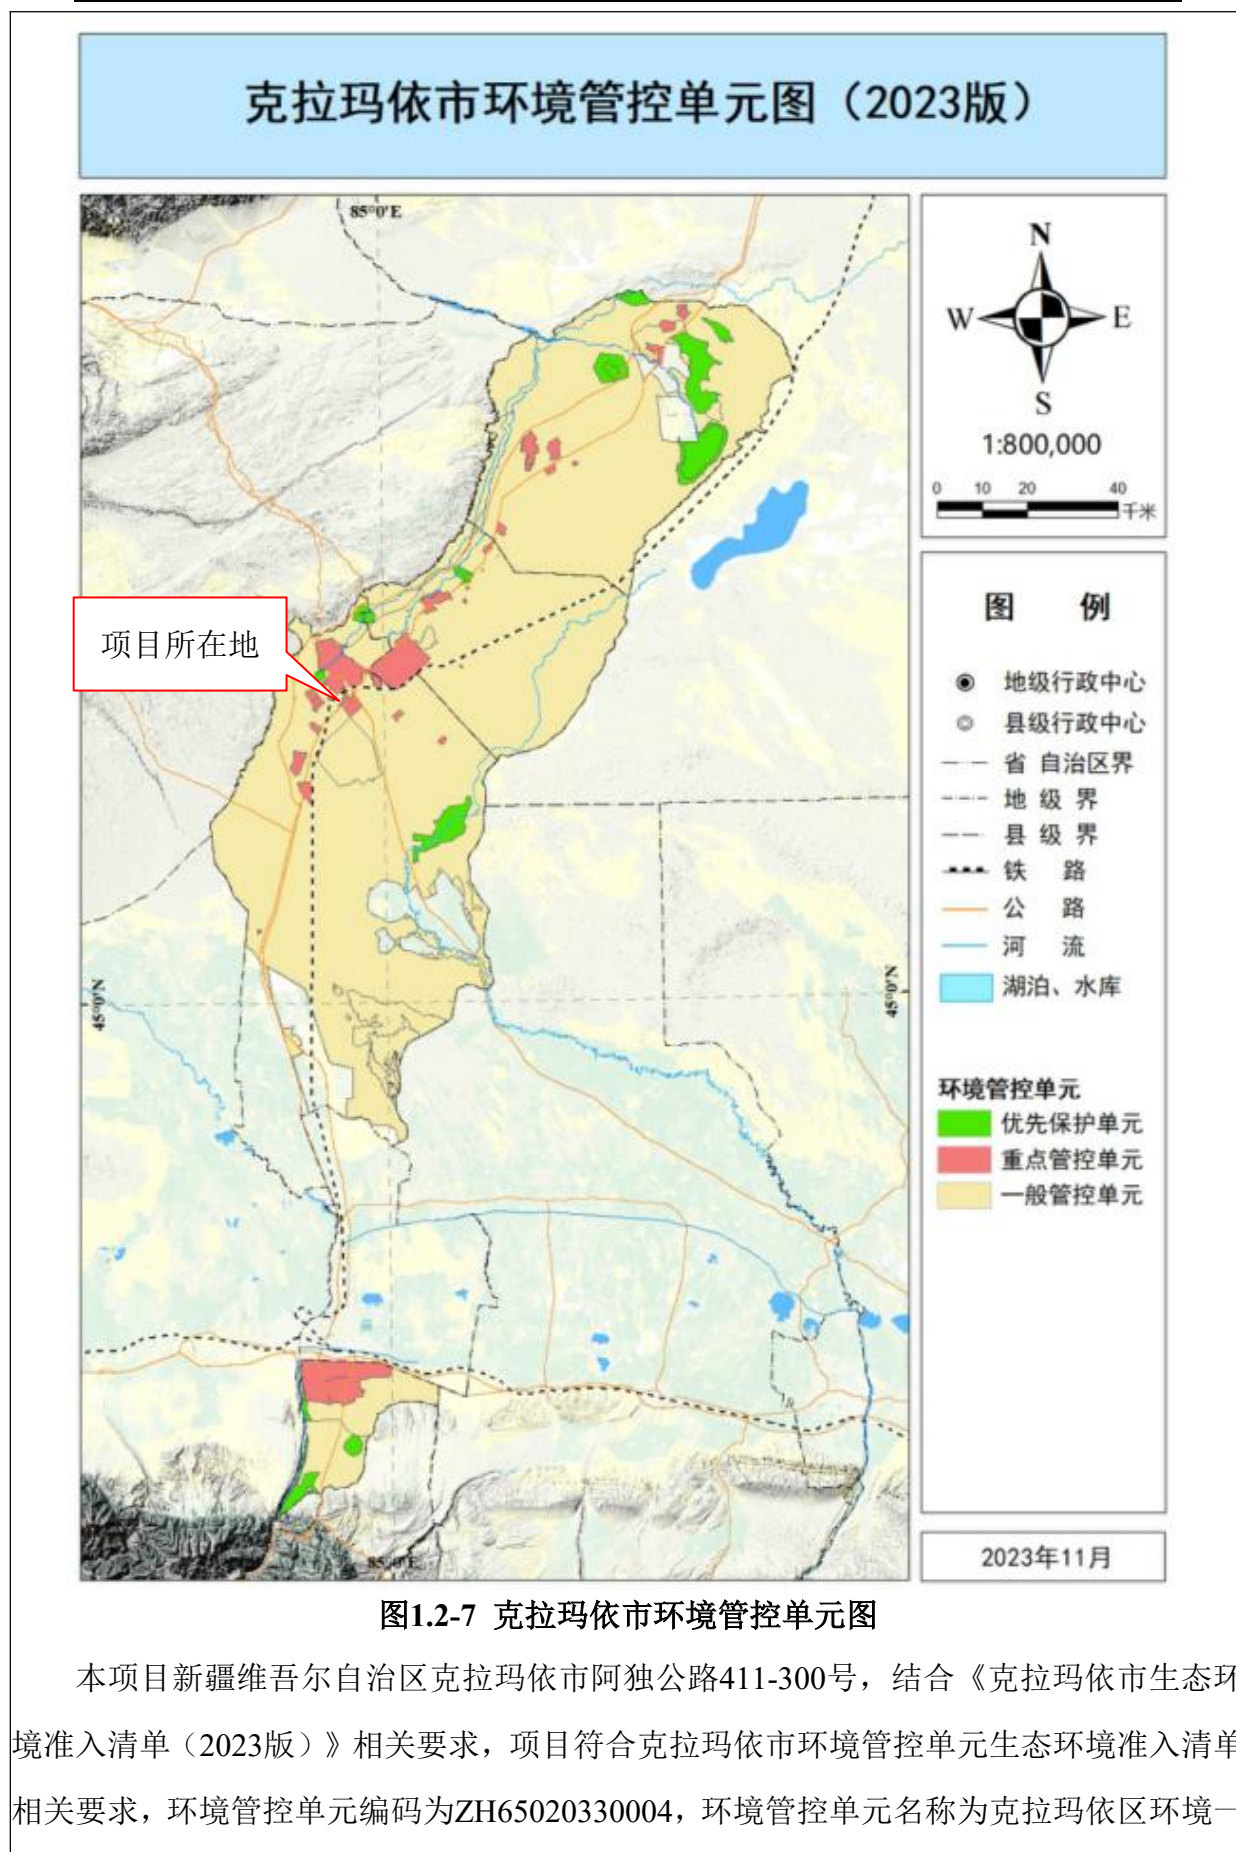 克拉玛依市环境管控单元图（2023版）
85°0′E
N
W
E
S
1:800,000
0 10 20 40
千米
图 例
项目所在地
地级行政中心
县级行政中心
省 自治区界
地 级 界
县 级 界
铁 路
公 路
河 流
湖泊、水库
45°0′N
45°0′N
环境管控单元
优先保护单元
重点管控单元
一般管控单元
85°0′E
2023年11月
图1.2-7 克拉玛依市环境管控单元图
本项目新疆维吾尔自治区克拉玛依市阿独公路411-300号，结合《克拉玛依市生态环
境准入清单（2023版）》相关要求，项目符合克拉玛依市环境管控单元生态环境准入清单
相关要求，环境管控单元编码为ZH65020330004，环境管控单元名称为克拉玛依区环境一